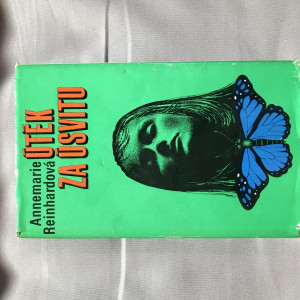 Annemarie
Reinhardová
ÚTĚK
ZA ÚSVITU